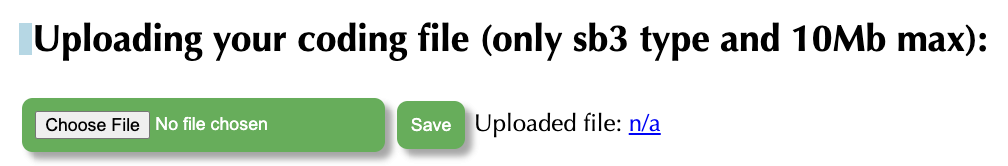 Uploading your coding file (only sb3 type and 10Mb max):
Choose File No file chosen Save Uploaded file: n/a